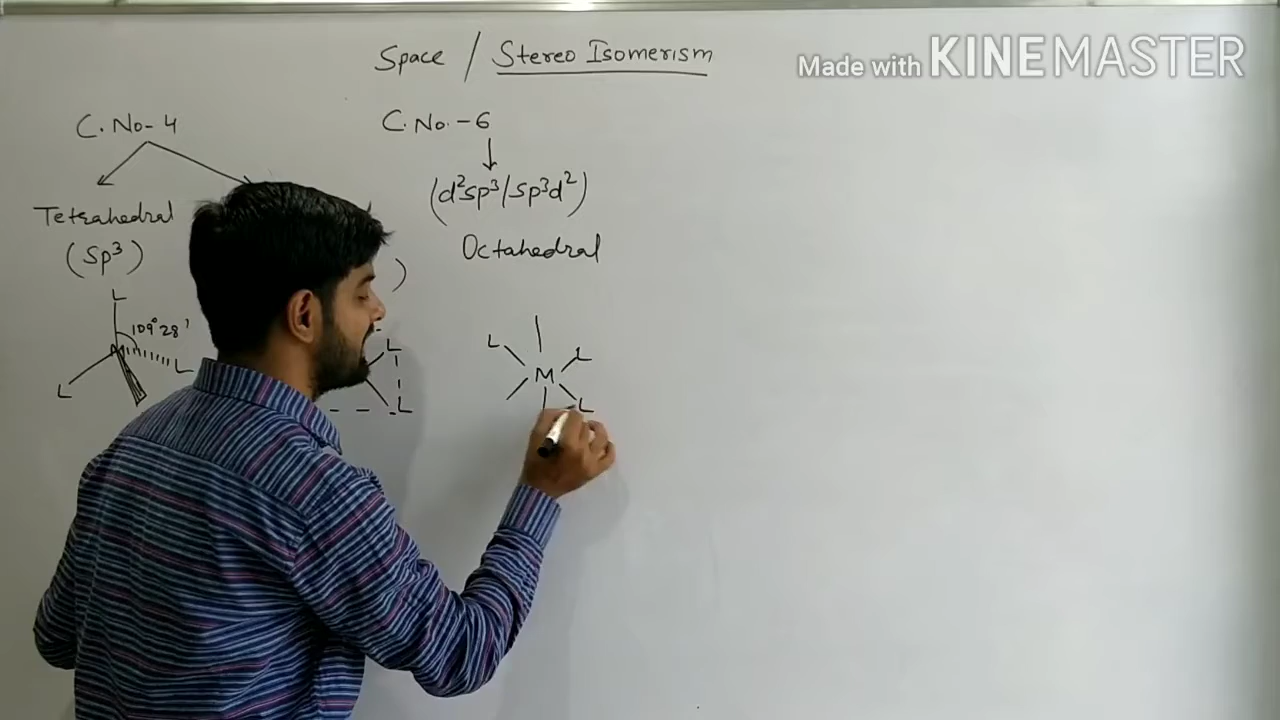 Space / Stereo Isomerism
Made with KINEMASTER
C.No-4
C.No.-6
(d²sp³/sp³d²)
Tetrahedral
(Sp³)
Octahedral
)
L
109°28'
L
L
L
L
L
L
M
L
L